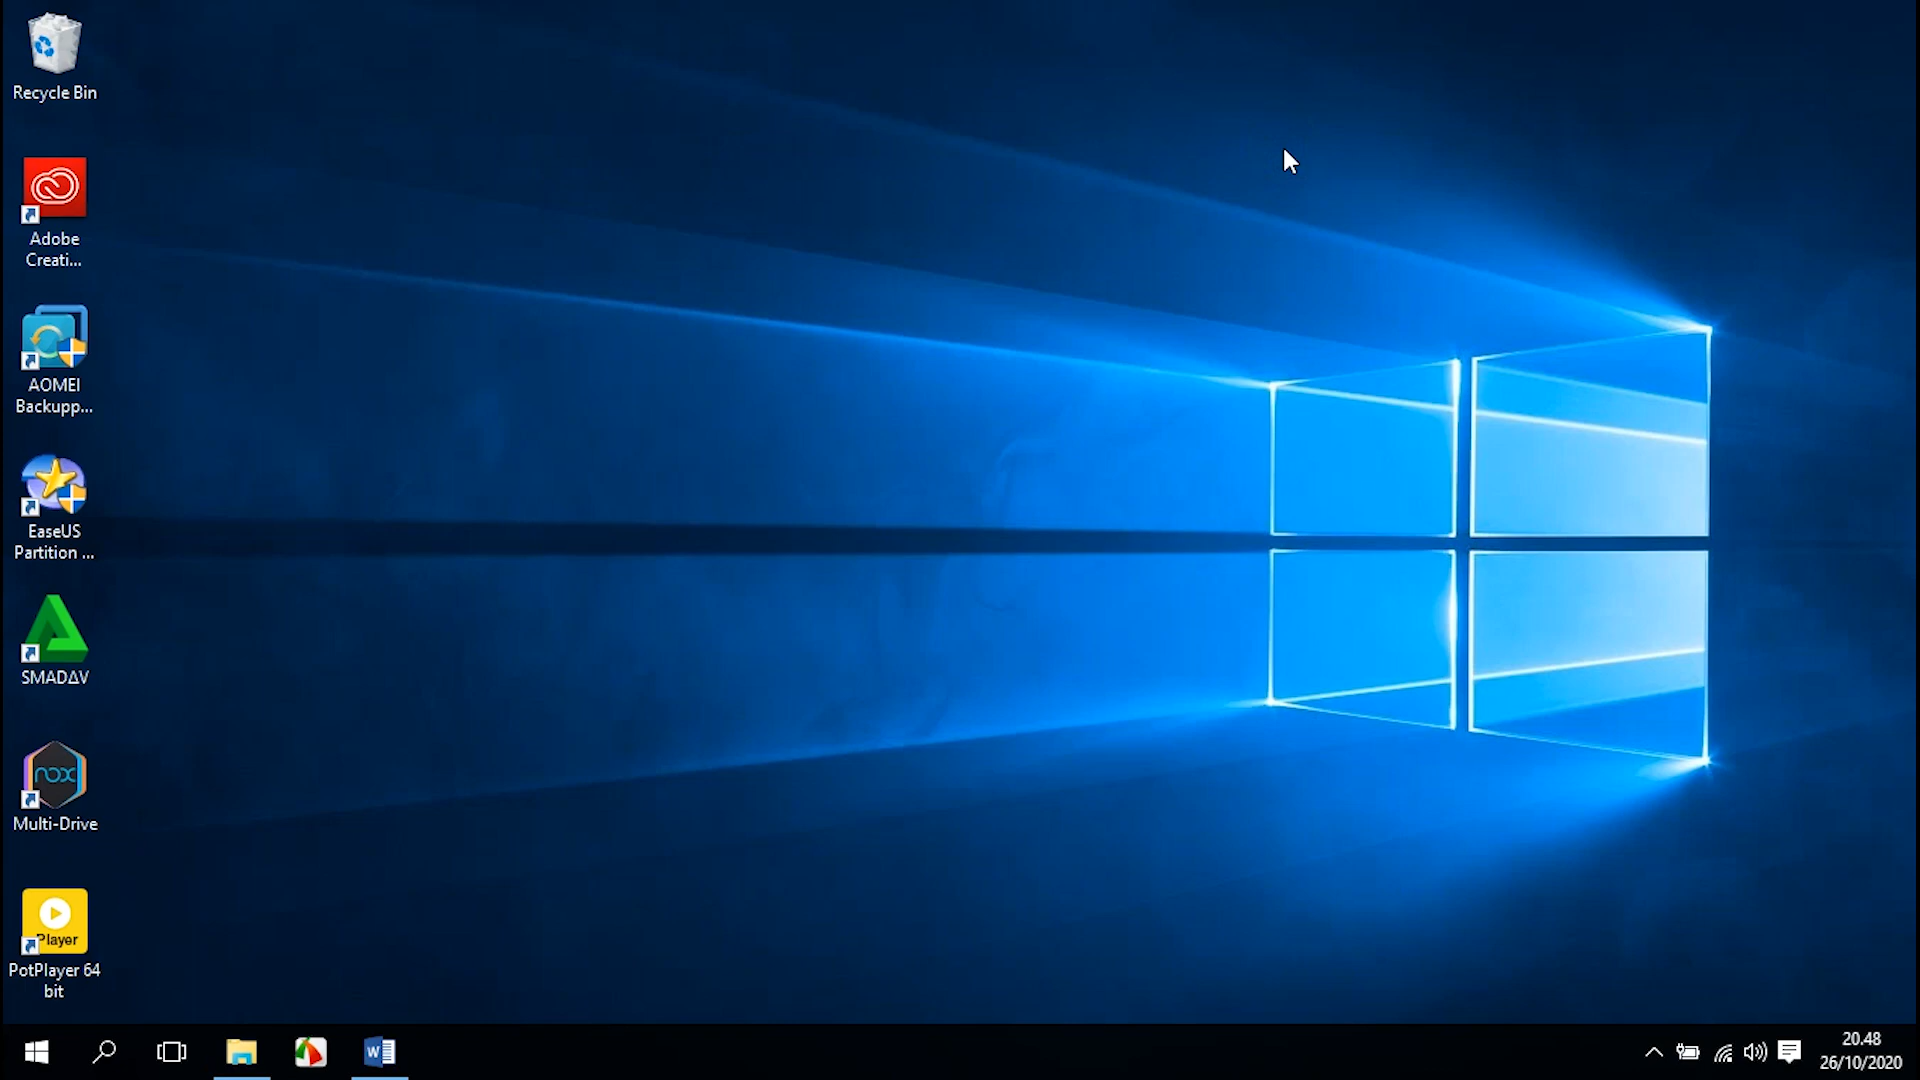 Recycle Bin
Adobe
Creati...
AOMEI
Backupp...
EaseUS
Partition ...
SMADΔV
nox
Multi-Drive
Player
PotPlayer 64
bit
W
20.48
26/10/2020